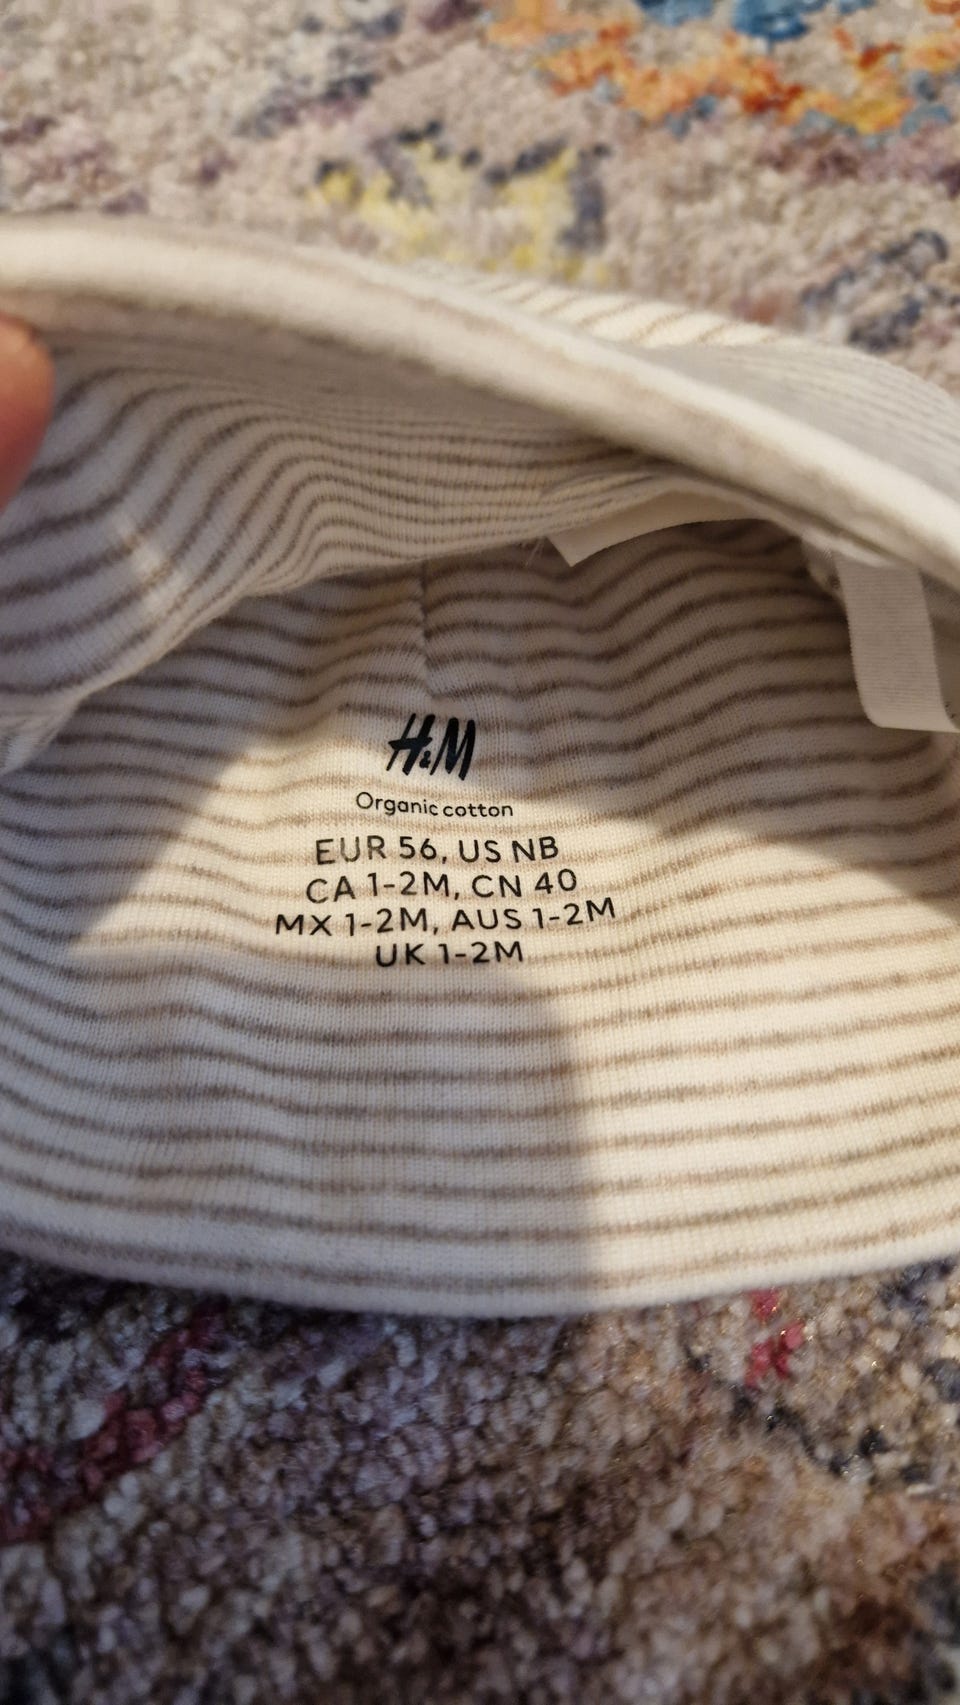 H&M
Organic cotton
EUR 56, US NB
CA 1-2M, CN 40
MX 1-2M, AUS 1-2M
UK 1-2M